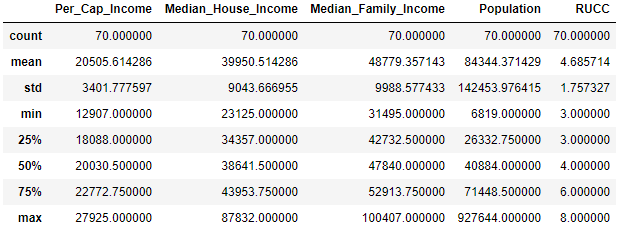 Per_Cap_Income Median_House_Income Median_Family_Income Population RUCC
count 70.000000 70.000000 70.000000 70.000000 70.000000
mean 20505.614286 39950.514286 48779.357143 84344.371429 4.685714
std 3401.777597 9043.666955 9988.577433 142453.976415 1.757327
min 12907.000000 23125.000000 31495.000000 6819.000000 3.000000
25% 18088.000000 34357.000000 42732.500000 26332.750000 3.000000
50% 20030.500000 38641.500000 47840.000000 40884.000000 4.000000
75% 22772.750000 43953.750000 52913.750000 71448.500000 6.000000
max 27925.000000 87832.000000 100407.000000 927644.000000 8.000000